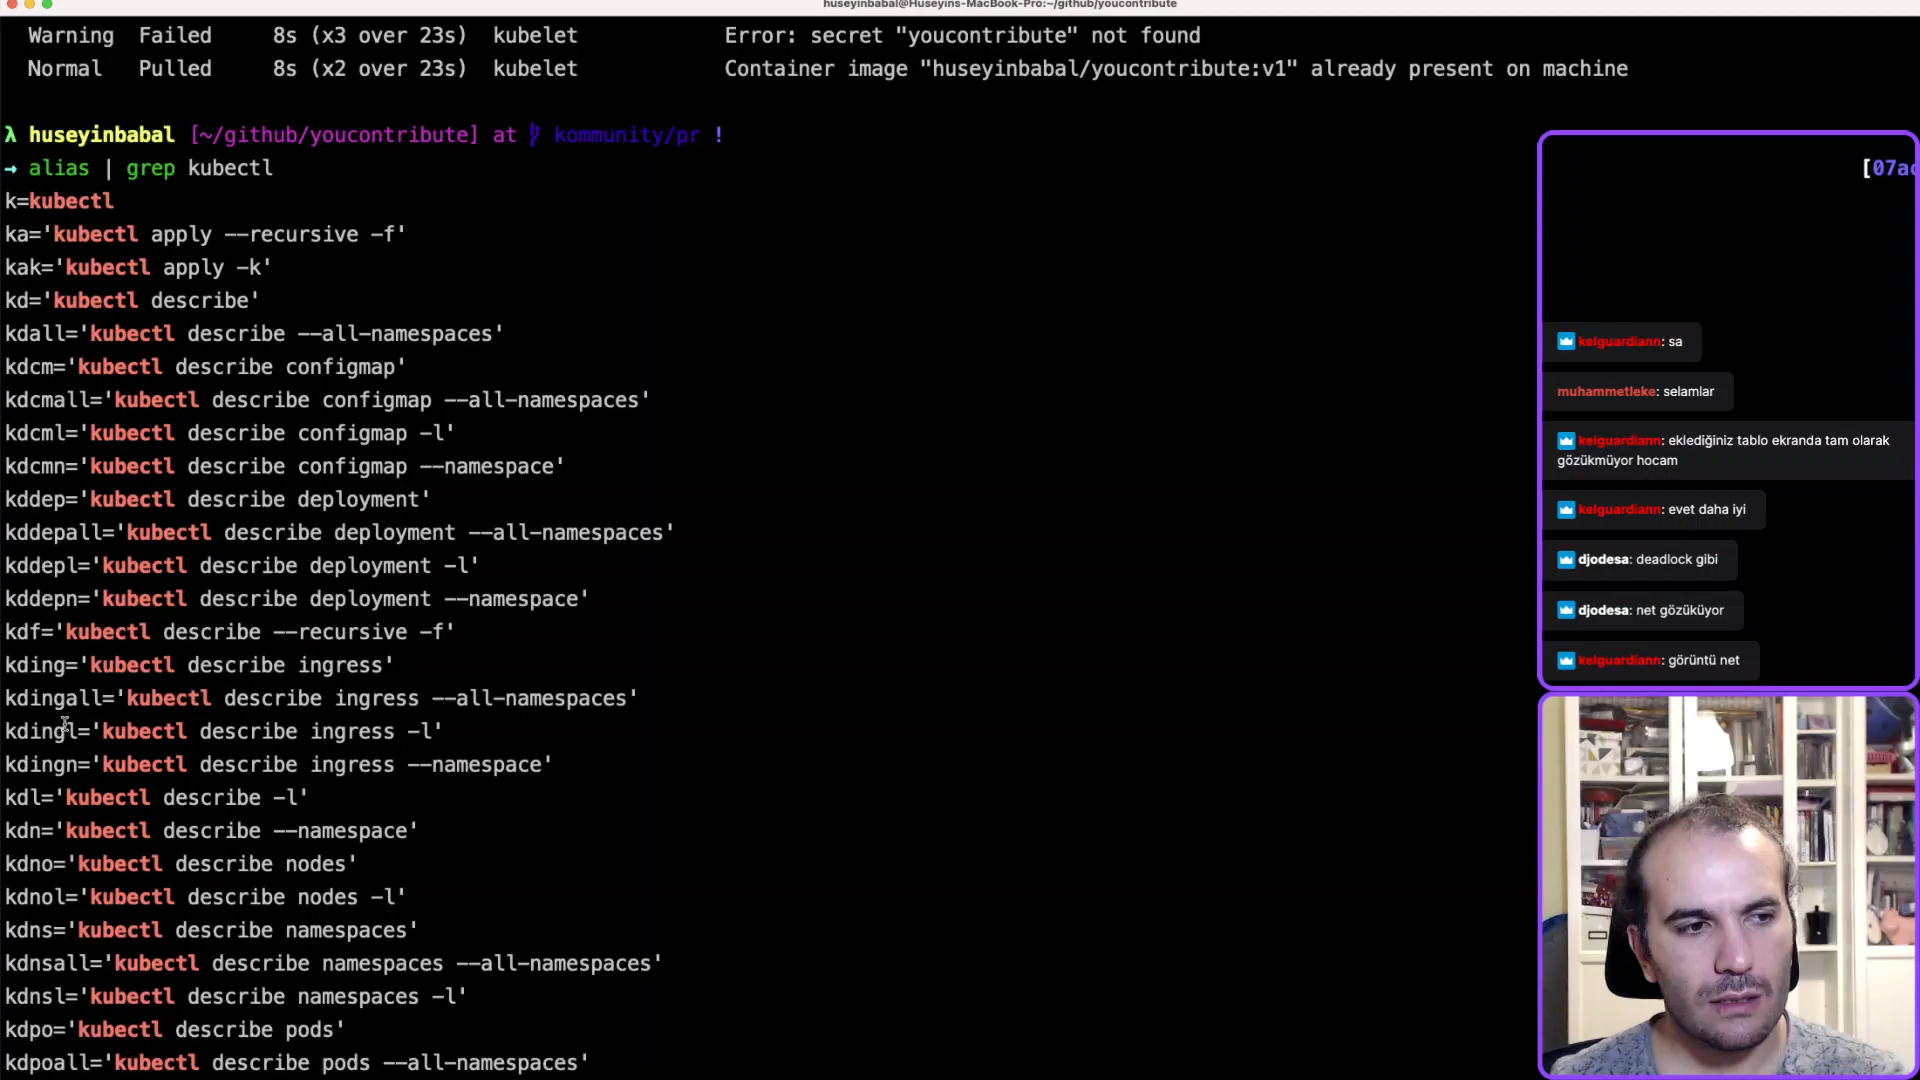 huseyinbabal@Huseyins-MacBook-Pro:~/github/youcontribute
Warning Failed 8s (x3 over 23s) kubelet Error: secret "youcontribute" not found
Normal Pulled 8s (x2 over 23s) kubelet Container image "huseyinbabal/youcontribute:v1" already present on machine
λ huseyinbabal [~/github/youcontribute] at kommunity/pr !
→ alias | grep kubectl
[07ac
k=kubectl
ka='kubectl apply --recursive -f'
kak='kubectl apply -k'
kd='kubectl describe'
kdall='kubectl describe --all-namespaces'
kdcm='kubectl describe configmap'
kdcmall='kubectl describe configmap --all-namespaces'
kdcml='kubectl describe configmap -l'
kdcmn='kubectl describe configmap --namespace'
kddep='kubectl describe deployment'
kddepall='kubectl describe deployment --all-namespaces'
kddepl='kubectl describe deployment -l'
kddepn='kubectl describe deployment --namespace'
kdf='kubectl describe --recursive -f'
kding='kubectl describe ingress'
kdingall='kubectl describe ingress --all-namespaces'
kdingl='kubectl describe ingress -l'
kdingn='kubectl describe ingress --namespace'
kdl='kubectl describe -l'
kdn='kubectl describe --namespace'
kdno='kubectl describe nodes'
kdnol='kubectl describe nodes -l'
kdns='kubectl describe namespaces'
kdnsall='kubectl describe namespaces --all-namespaces'
kdnsl='kubectl describe namespaces -l'
kdpo='kubectl describe pods'
kdpoall='kubectl describe pods --all-namespaces'
kelguardiann: sa
muhammetleke: selamlar
kelguardiann: eklediğiniz tablo ekranda tam olarak
gözükmüyor hocam
kelguardiann: evet daha iyi
djodesa: deadlock gibi
djodesa: net gözüküyor
kelguardiann: görüntü net